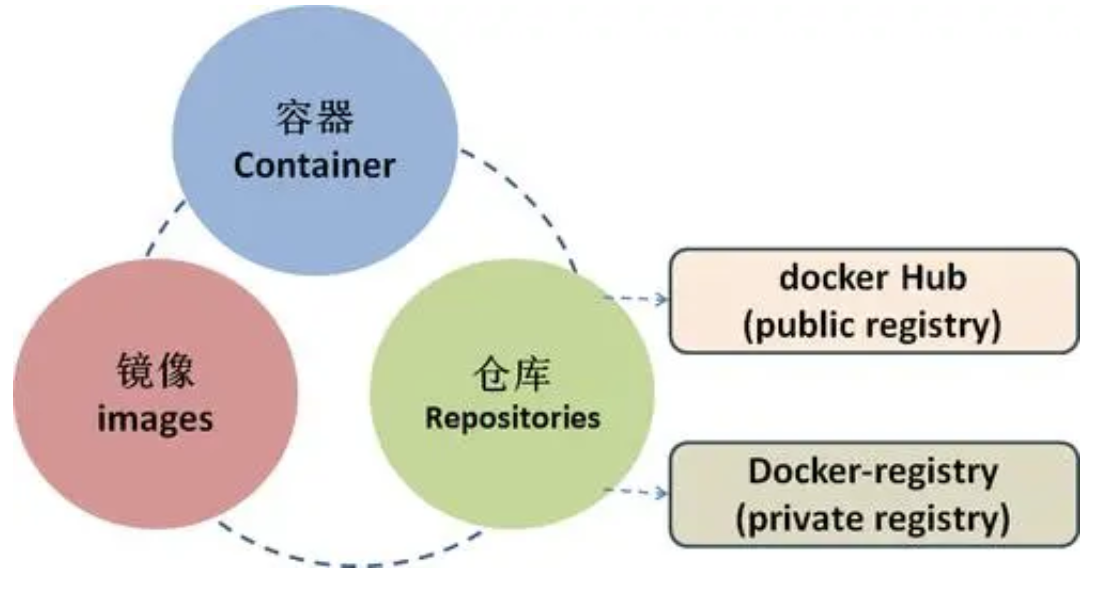 容器
Container
镜像
images
仓库
Repositories
docker Hub
(public registry)
Docker-registry
(private registry)